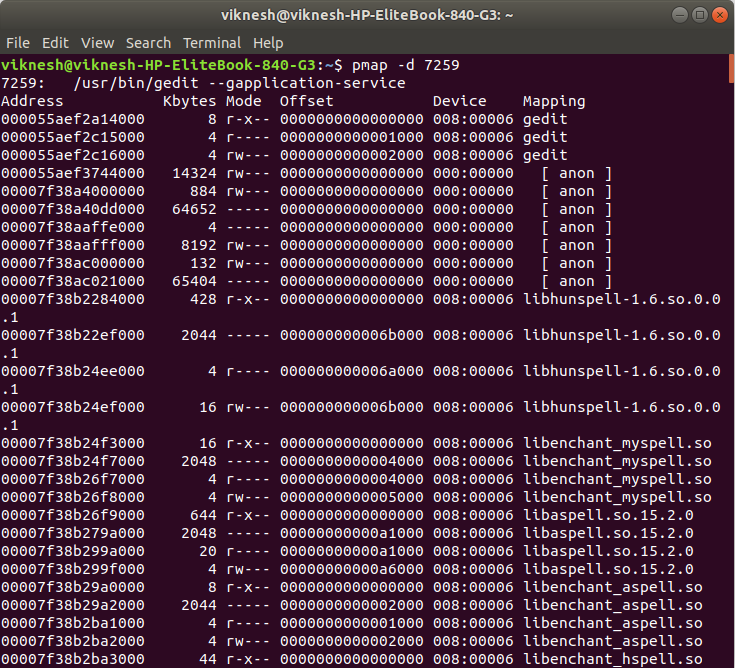 viknesh@viknesh-HP-EliteBook-840-G3: ~
File Edit View Search Terminal Help
viknesh@viknesh-HP-EliteBook-840-G3:~$ pmap -d 7259
7259:   /usr/bin/gedit --gapplication-service
Address           Kbytes Mode  Offset           Device    Mapping
000055aef2a14000       8 r-x-- 0000000000000000 008:00006 gedit
000055aef2c15000       4 r---- 0000000000001000 008:00006 gedit
000055aef2c16000       4 rw--- 0000000000002000 008:00006 gedit
000055aef3744000   14324 rw--- 0000000000000000 000:00000   [ anon ]
00007f38a4000000     884 rw--- 0000000000000000 000:00000   [ anon ]
00007f38a40dd000   64652 ----- 0000000000000000 000:00000   [ anon ]
00007f38aaffe000       4 ----- 0000000000000000 000:00000   [ anon ]
00007f38aafff000    8192 rw--- 0000000000000000 000:00000   [ anon ]
00007f38ac000000     132 rw--- 0000000000000000 000:00000   [ anon ]
00007f38ac021000   65404 ----- 0000000000000000 000:00000   [ anon ]
00007f38b2284000     428 r-x-- 0000000000000000 008:00006 libhunspell-1.6.so.0.0
.1
00007f38b22ef000    2044 ----- 000000000006b000 008:00006 libhunspell-1.6.so.0.0
.1
00007f38b24ee000       4 r---- 000000000006a000 008:00006 libhunspell-1.6.so.0.0
.1
00007f38b24ef000      16 rw--- 000000000006b000 008:00006 libhunspell-1.6.so.0.0
.1
00007f38b24f3000      16 r-x-- 0000000000000000 008:00006 libenchant_myspell.so
00007f38b24f7000    2048 ----- 0000000000004000 008:00006 libenchant_myspell.so
00007f38b26f7000       4 r---- 0000000000004000 008:00006 libenchant_myspell.so
00007f38b26f8000       4 rw--- 0000000000005000 008:00006 libenchant_myspell.so
00007f38b26f9000     644 r-x-- 0000000000000000 008:00006 libaspell.so.15.2.0
00007f38b279a000    2048 ----- 00000000000a1000 008:00006 libaspell.so.15.2.0
00007f38b299a000      20 r---- 00000000000a1000 008:00006 libaspell.so.15.2.0
00007f38b299f000       4 rw--- 00000000000a6000 008:00006 libaspell.so.15.2.0
00007f38b29a0000       8 r-x-- 0000000000000000 008:00006 libenchant_aspell.so
00007f38b29a2000    2044 ----- 0000000000002000 008:00006 libenchant_aspell.so
00007f38b2ba1000       4 r---- 0000000000001000 008:00006 libenchant_aspell.so
00007f38b2ba2000       4 rw--- 0000000000002000 008:00006 libenchant_aspell.so
00007f38b2ba3000      44 r-x-- 0000000000000000 008:00006 libenchant_hspell.so